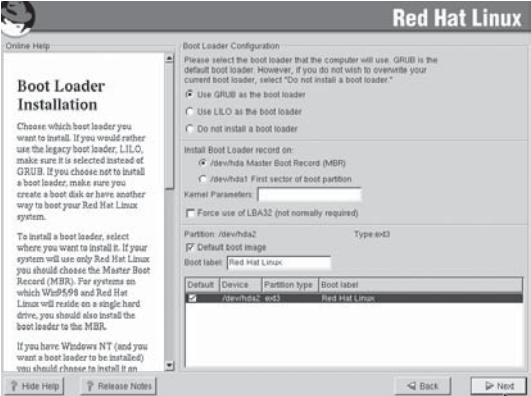 Red Hat Linux
Online Help
Boot Loader
Installation
Choose which boot loader you
want to install. If you would rather
use the legacy boot loader, LILO,
make sure it is selected instead of
GRUB. If you choose not to install
a boot loader, make sure you
create a boot disk or have another
way to boot your Red Hat Linux
system.
To install a boot loader, select
where you want to install it. If your
system will use only Red Hat Linux
you should choose the Master Boot
Record (MBR). For systems on
which Win95/98 and Red Hat
Linux will reside on a single hard
drive, you should also install the
boot loader to the MBR.
If you have Windows NT (and you
want a boot loader to be installed)
you should choose to install it on
Boot Loader Configuration
Please select the boot loader that the computer will use. GRUB is the
default boot loader. However, if you do not wish to overwrite your
current boot loader, select "Do not install a boot loader."
Use GRUB as the boot loader
Use LILO as the boot loader
Do not install a boot loader
Install Boot Loader record on:
/dev/hda Master Boot Record (MBR)
/dev/hda1 First sector of boot partition
Kernel Parameters:
Force use of LBA32 (not normally required)
Partition: /dev/hda2 Type:ext3
Default boot image
Boot label: Red Hat Linux
Default Device Partition type Boot label
/dev/hda2 ext3 Red Hat Linux
? Hide Help ? Release Notes Back Next